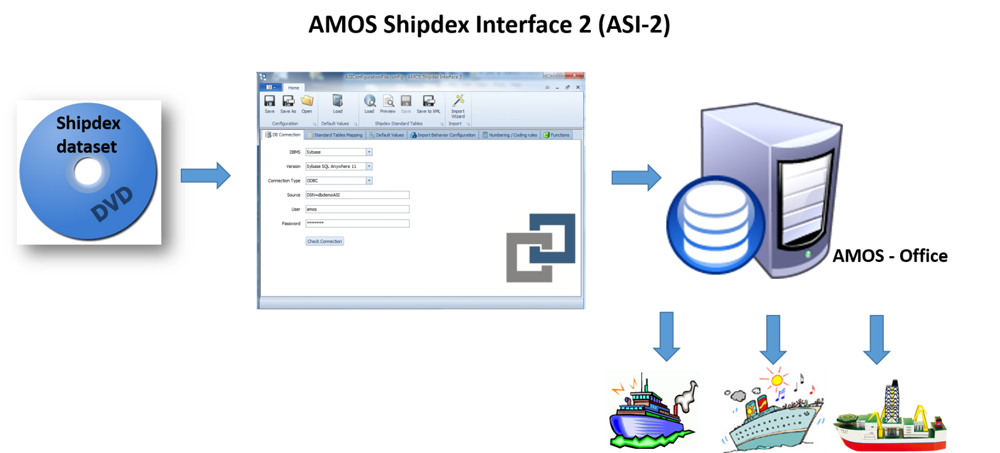 AMOS Shipdex Interface 2 (ASI-2)
Shipdex
dataset
DVD
ASIConfigurationFile.config - AMOS Shipdex Interface 2
Home
Save Save As Open Load Load Preview Save Save to XML Import
Wizard
Configuration Default Values Shipdex Standard Tables Import
DB Connection Standard Tables Mapping Default Values Import Behavior Configuration Numbering / Coding rules Functions
DBMS Sybase
Version Sybase SQL Anywhere 11
Connection Type ODBC
Source DSN=dbdemoASI
User amos
Password *******
Check Connection
AMOS - Office